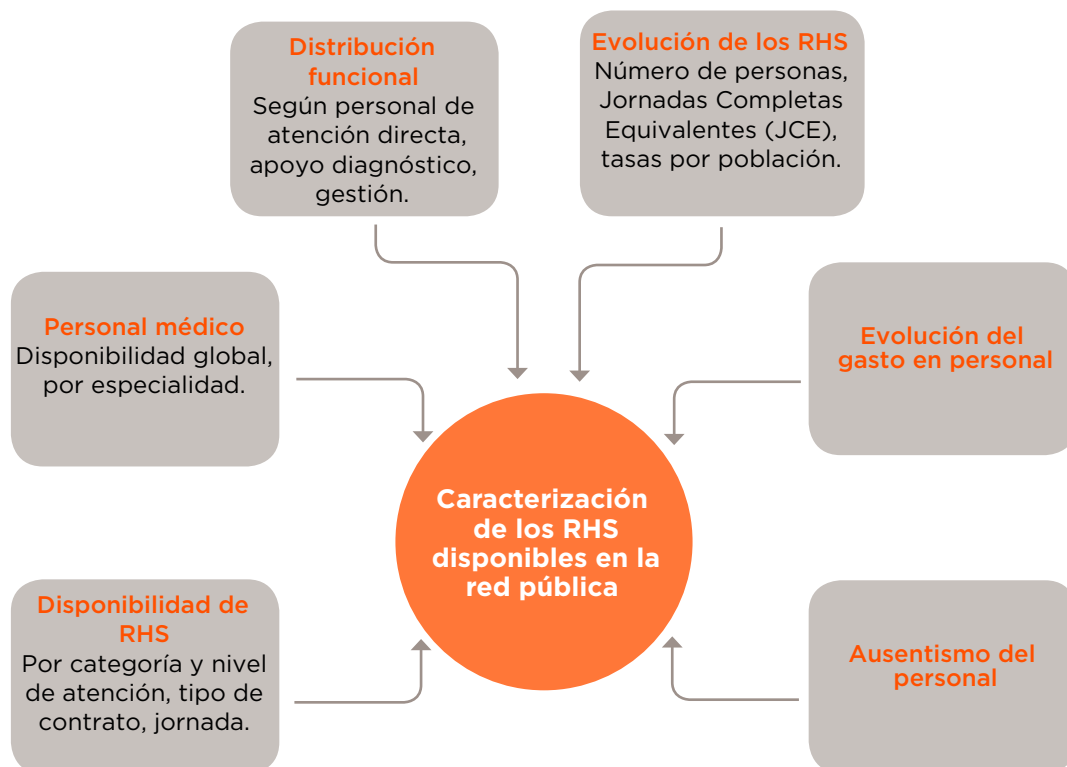 Distribución
funcional
Según personal de
atención directa,
apoyo diagnóstico,
gestión.
Evolución de los RHS
Número de personas,
Jornadas Completas
Equivalentes (JCE),
tasas por población.
Personal médico
Disponibilidad global,
por especialidad.
Evolución del
gasto en personal
Caracterización
de los RHS
disponibles en la
red pública
Disponibilidad de
RHS
Por categoría y nivel
de atención, tipo de
contrato, jornada.
Ausentismo del
personal